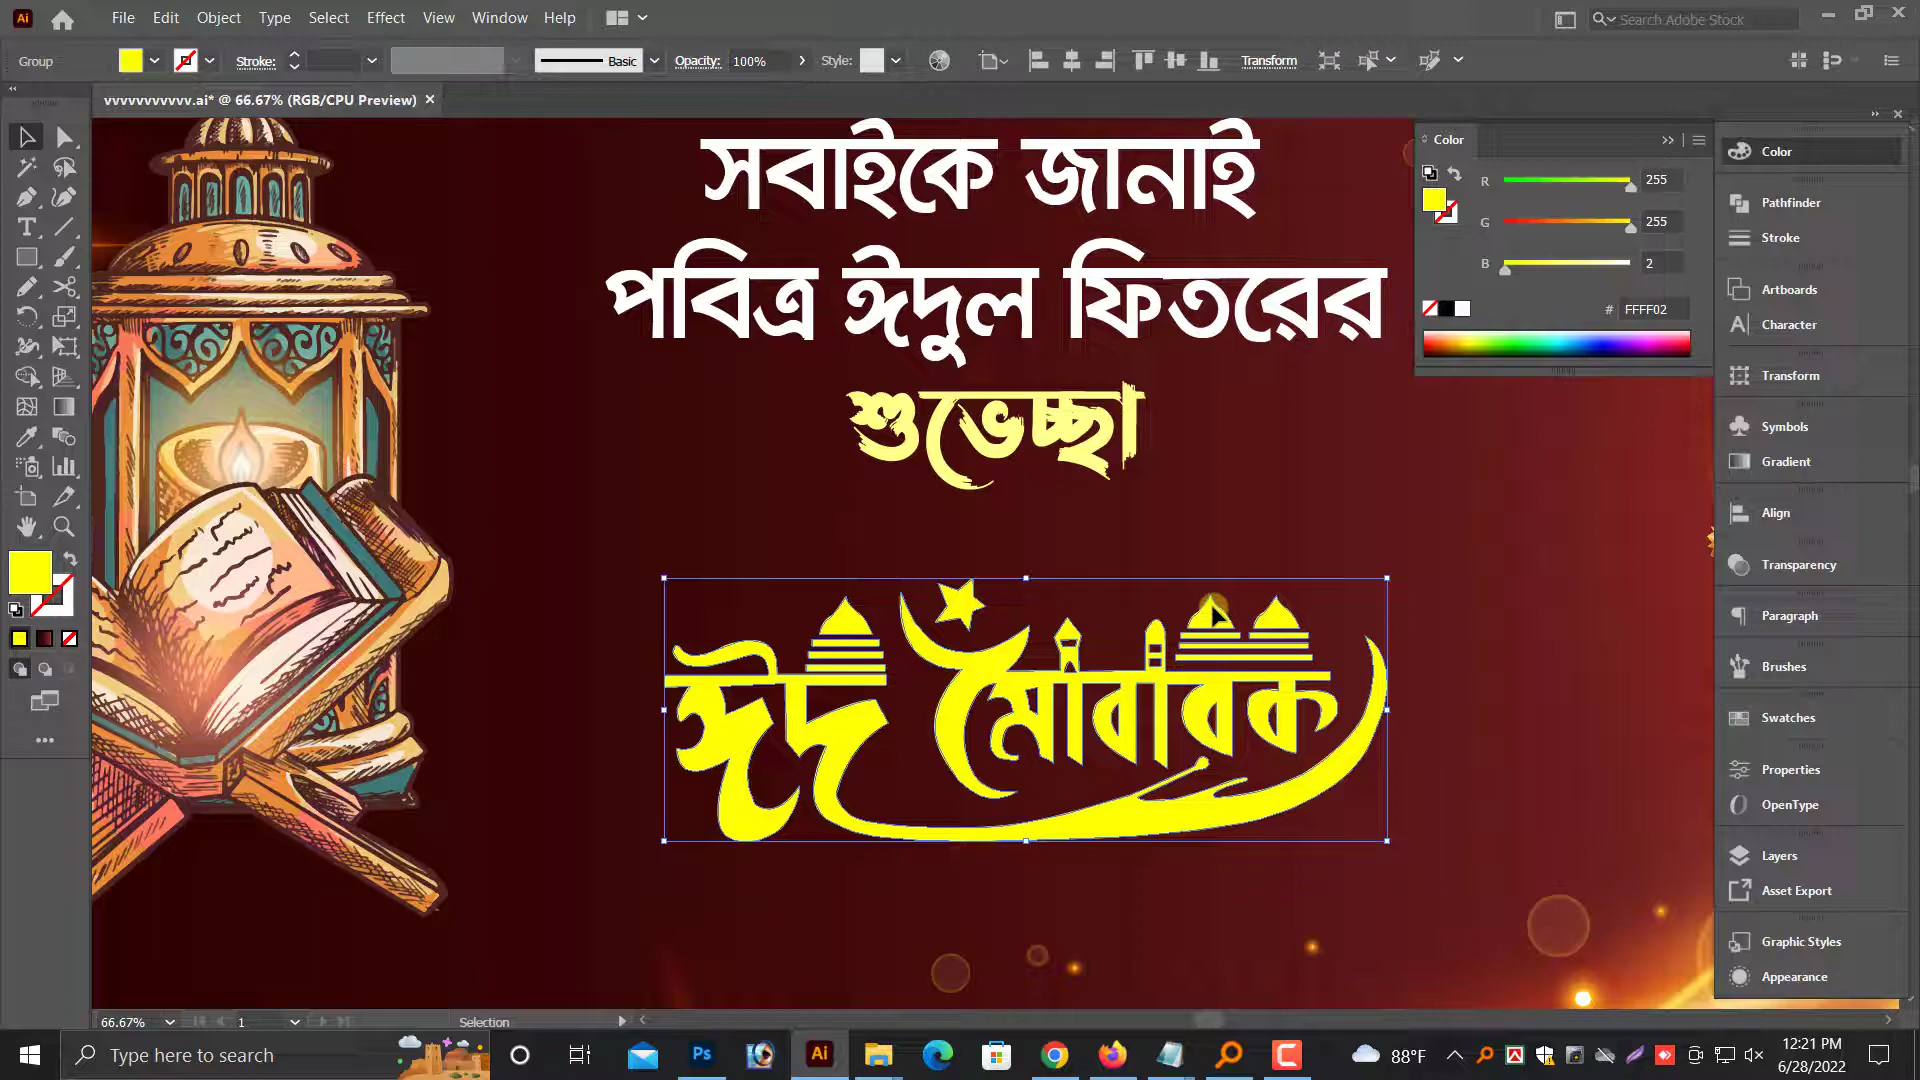 File Edit Object Type Select Effect View Window Help
Search Adobe Stock
Group Stroke: Basic Opacity: 100% Style: Transform
vvvvvvvvvvv.ai* @ 66.67% (RGB/CPU Preview)
সবাইকে জানাই
পবিত্র ঈদুল ফিতরের
শুভেচ্ছা
ঈদ মোবারক
Color
R 255
G 255
B 2
# FFFF02
Color
Pathfinder
Stroke
Artboards
Character
Transform
Symbols
Gradient
Align
Transparency
Paragraph
Brushes
Swatches
Properties
OpenType
Layers
Asset Export
Graphic Styles
Appearance
66.67% 1 Selection
Type here to search
Ps
Ai
88°F
12:21 PM
6/28/2022